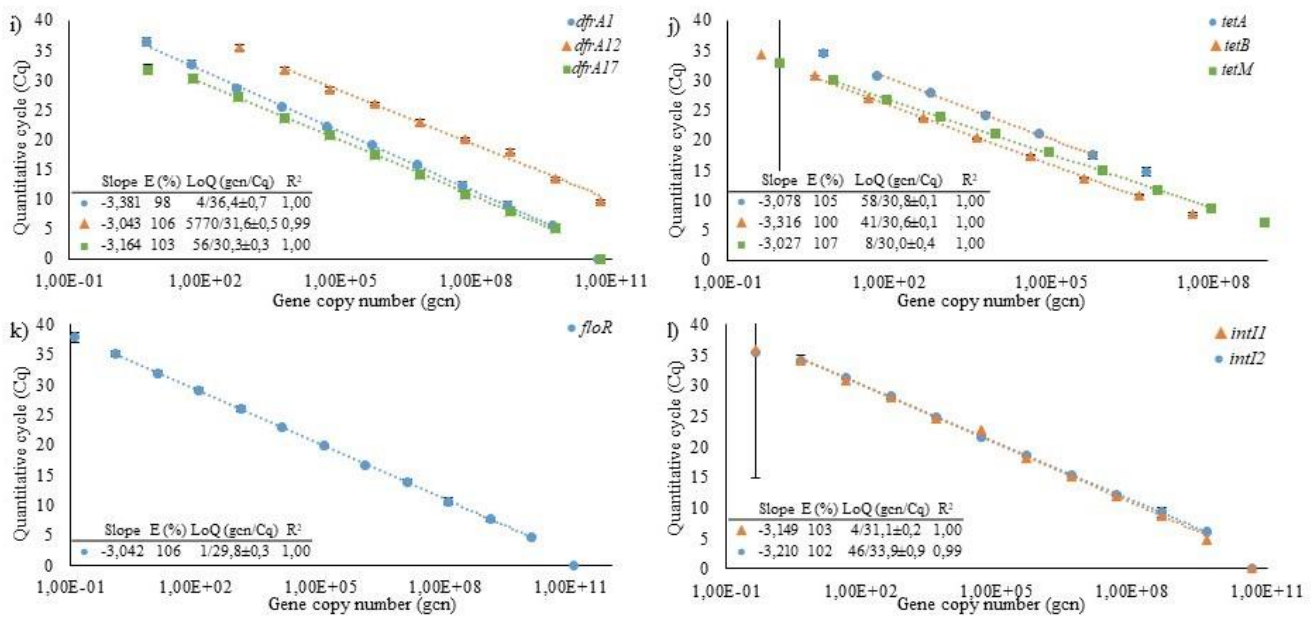 i)
40
35
30
25
20
15
10
5
0
Quantitative cycle (Cq)
dfrA1
dfrA12
dfrA17
Slope E (%) LoQ (gcn/Cq) R²
-3,381 98 4/36,4±0,7 1,00
-3,043 106 5770/31,6±0,5 0,99
-3,164 103 56/30,3±0,3 1,00
1,00E-01 1,00E+02 1,00E+05 1,00E+08 1,00E+11
Gene copy number (gcn)
j)
40
35
30
25
20
15
10
5
0
Quantitative cycle (Cq)
tetA
tetB
tetM
Slope E (%) LoQ (gcn/Cq) R²
-3,078 105 58/30,8±0,1 1,00
-3,316 100 41/30,6±0,1 1,00
-3,027 107 8/30,0±0,4 1,00
1,00E-01 1,00E+02 1,00E+05 1,00E+08
Gene copy number (gcn)
k)
40
35
30
25
20
15
10
5
0
Quantitative cycle (Cq)
floR
Slope E (%) LoQ (gcn/Cq) R²
-3,042 106 1/29,8±0,3 1,00
1,00E-01 1,00E+02 1,00E+05 1,00E+08 1,00E+11
Gene copy number (gcn)
l)
40
35
30
25
20
15
10
5
0
Quantitative cycle (Cq)
intI1
intI2
Slope E (%) LoQ (gcn/Cq) R²
-3,149 103 4/31,1±0,2 1,00
-3,210 102 46/33,9±0,9 0,99
1,00E-01 1,00E+02 1,00E+05 1,00E+08 1,00E+11
Gene copy number (gcn)